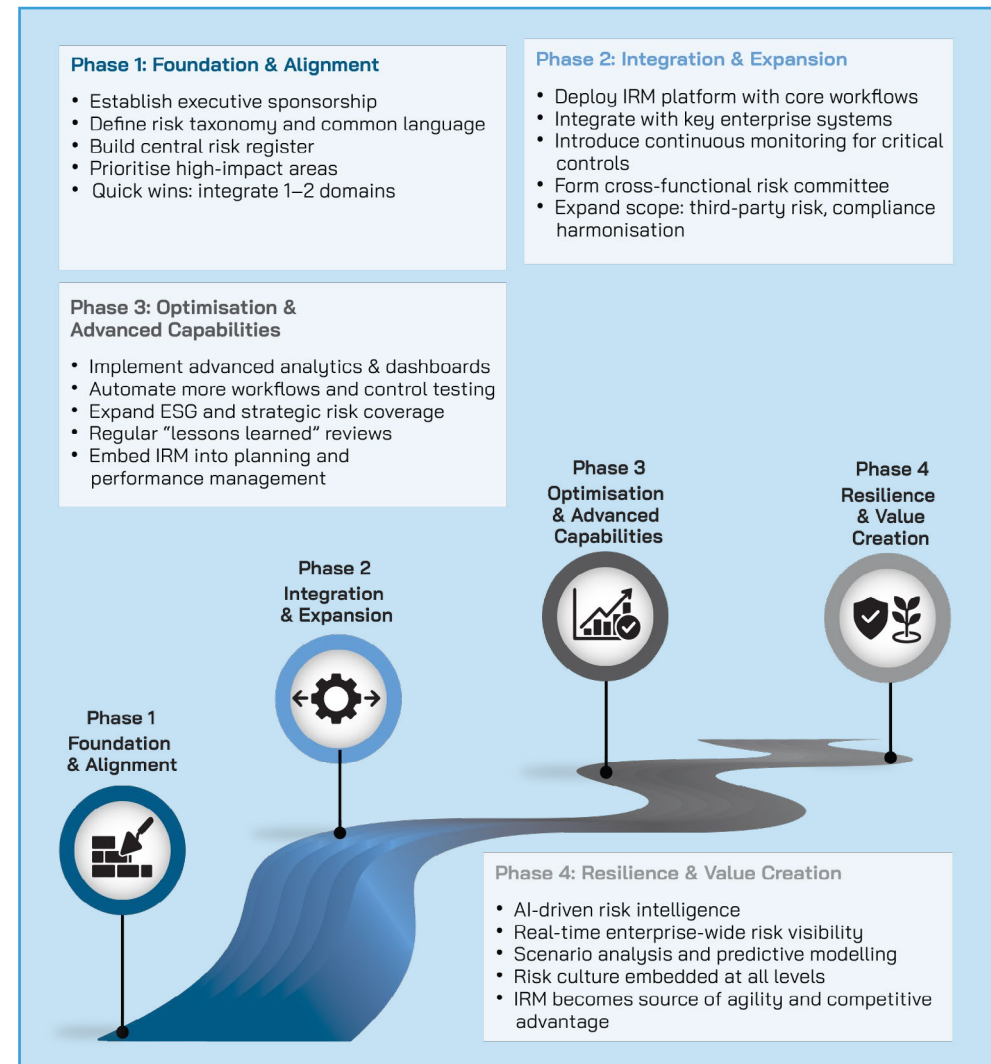 Phase 1: Foundation & Alignment
• Establish executive sponsorship
• Define risk taxonomy and common language
• Build central risk register
• Prioritise high-impact areas
• Quick wins: integrate 1–2 domains
Phase 2: Integration & Expansion
• Deploy IRM platform with core workflows
• Integrate with key enterprise systems
• Introduce continuous monitoring for critical
controls
• Form cross-functional risk committee
• Expand scope: third-party risk, compliance
harmonisation
Phase 3: Optimisation &
Advanced Capabilities
• Implement advanced analytics & dashboards
• Automate more workflows and control testing
• Expand ESG and strategic risk coverage
• Regular “lessons learned” reviews
• Embed IRM into planning and
performance management
Phase 1
Foundation
& Alignment
Phase 2
Integration
& Expansion
Phase 3
Optimisation
& Advanced
Capabilities
Phase 4
Resilience
& Value
Creation
Phase 4: Resilience & Value Creation
• AI-driven risk intelligence
• Real-time enterprise-wide risk visibility
• Scenario analysis and predictive modelling
• Risk culture embedded at all levels
• IRM becomes source of agility and competitive
advantage